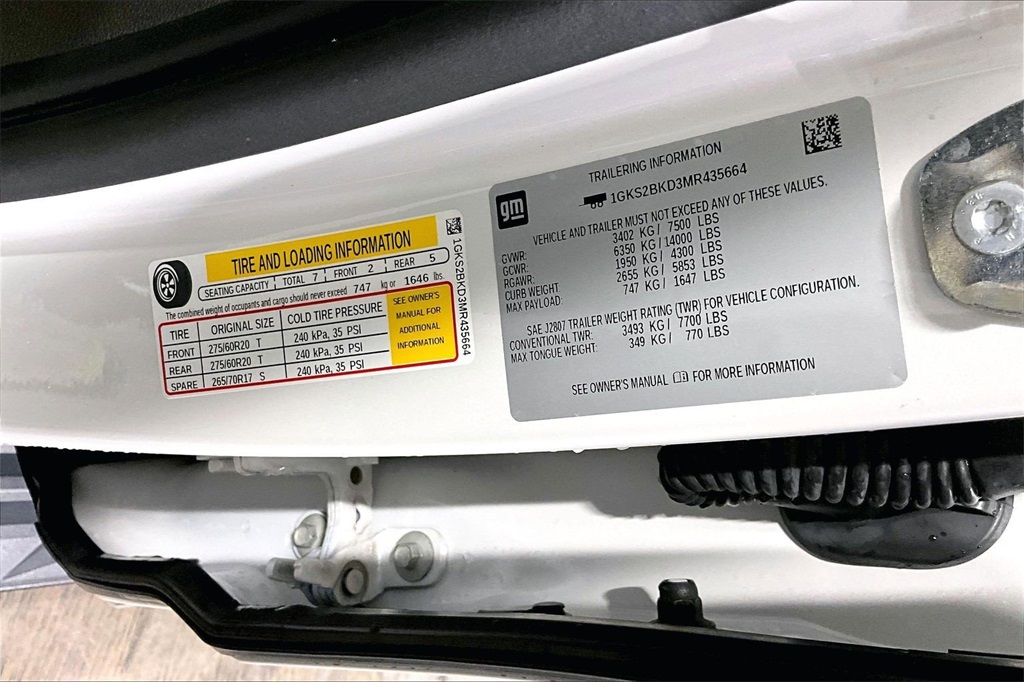 TIRE AND LOADING INFORMATION
SEATING CAPACITY TOTAL 7 FRONT 2 REAR 5
The combined weight of occupants and cargo should never exceed 747 kg or 1646 lbs.
TIRE ORIGINAL SIZE COLD TIRE PRESSURE
FRONT 275/60R20 T 240 kPa, 35 PSI
REAR 275/60R20 T 240 kPa, 35 PSI
SPARE 265/70R17 S 240 kPa, 35 PSI
SEE OWNER'S
MANUAL FOR
ADDITIONAL
INFORMATION
1GKS2BKD3MR435664
gm
TRAILERING INFORMATION
1GKS2BKD3MR435664
VEHICLE AND TRAILER MUST NOT EXCEED ANY OF THESE VALUES.
GVWR: 3402 KG / 7500 LBS
GCWR: 6350 KG / 14000 LBS
RGAWR: 1950 KG / 4300 LBS
CURB WEIGHT: 2655 KG / 5853 LBS
MAX PAYLOAD: 747 KG / 1647 LBS
SAE J2807 TRAILER WEIGHT RATING (TWR) FOR VEHICLE CONFIGURATION.
CONVENTIONAL TWR: 3493 KG / 7700 LBS
MAX TONGUE WEIGHT: 349 KG / 770 LBS
SEE OWNER'S MANUAL FOR MORE INFORMATION